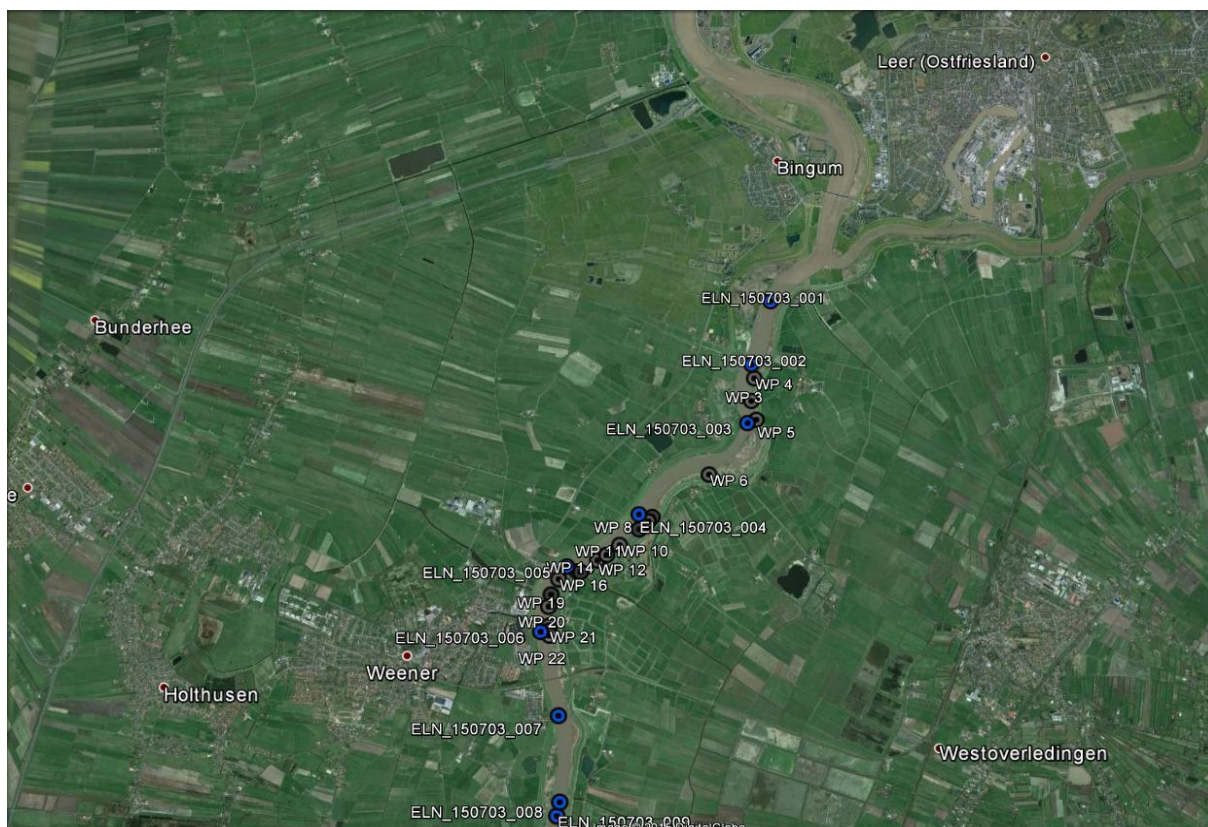 Leer (Ostfriesland)
Bingum
ELN_150703_001
Bunderhee
ELN_150703_002
WP 4
WP 3
ELN_150703_003
WP 5
WP 6
e
WP 8
ELN_150703_004
WP 11
WP 10
WP 14
WP 12
ELN_150703_005
WP 16
WP 19
WP 20
ELN_150703_006
WP 21
WP 22
Weener
Holthusen
ELN_150703_007
Westoverledingen
ELN_150703_008
ELN_150703_009